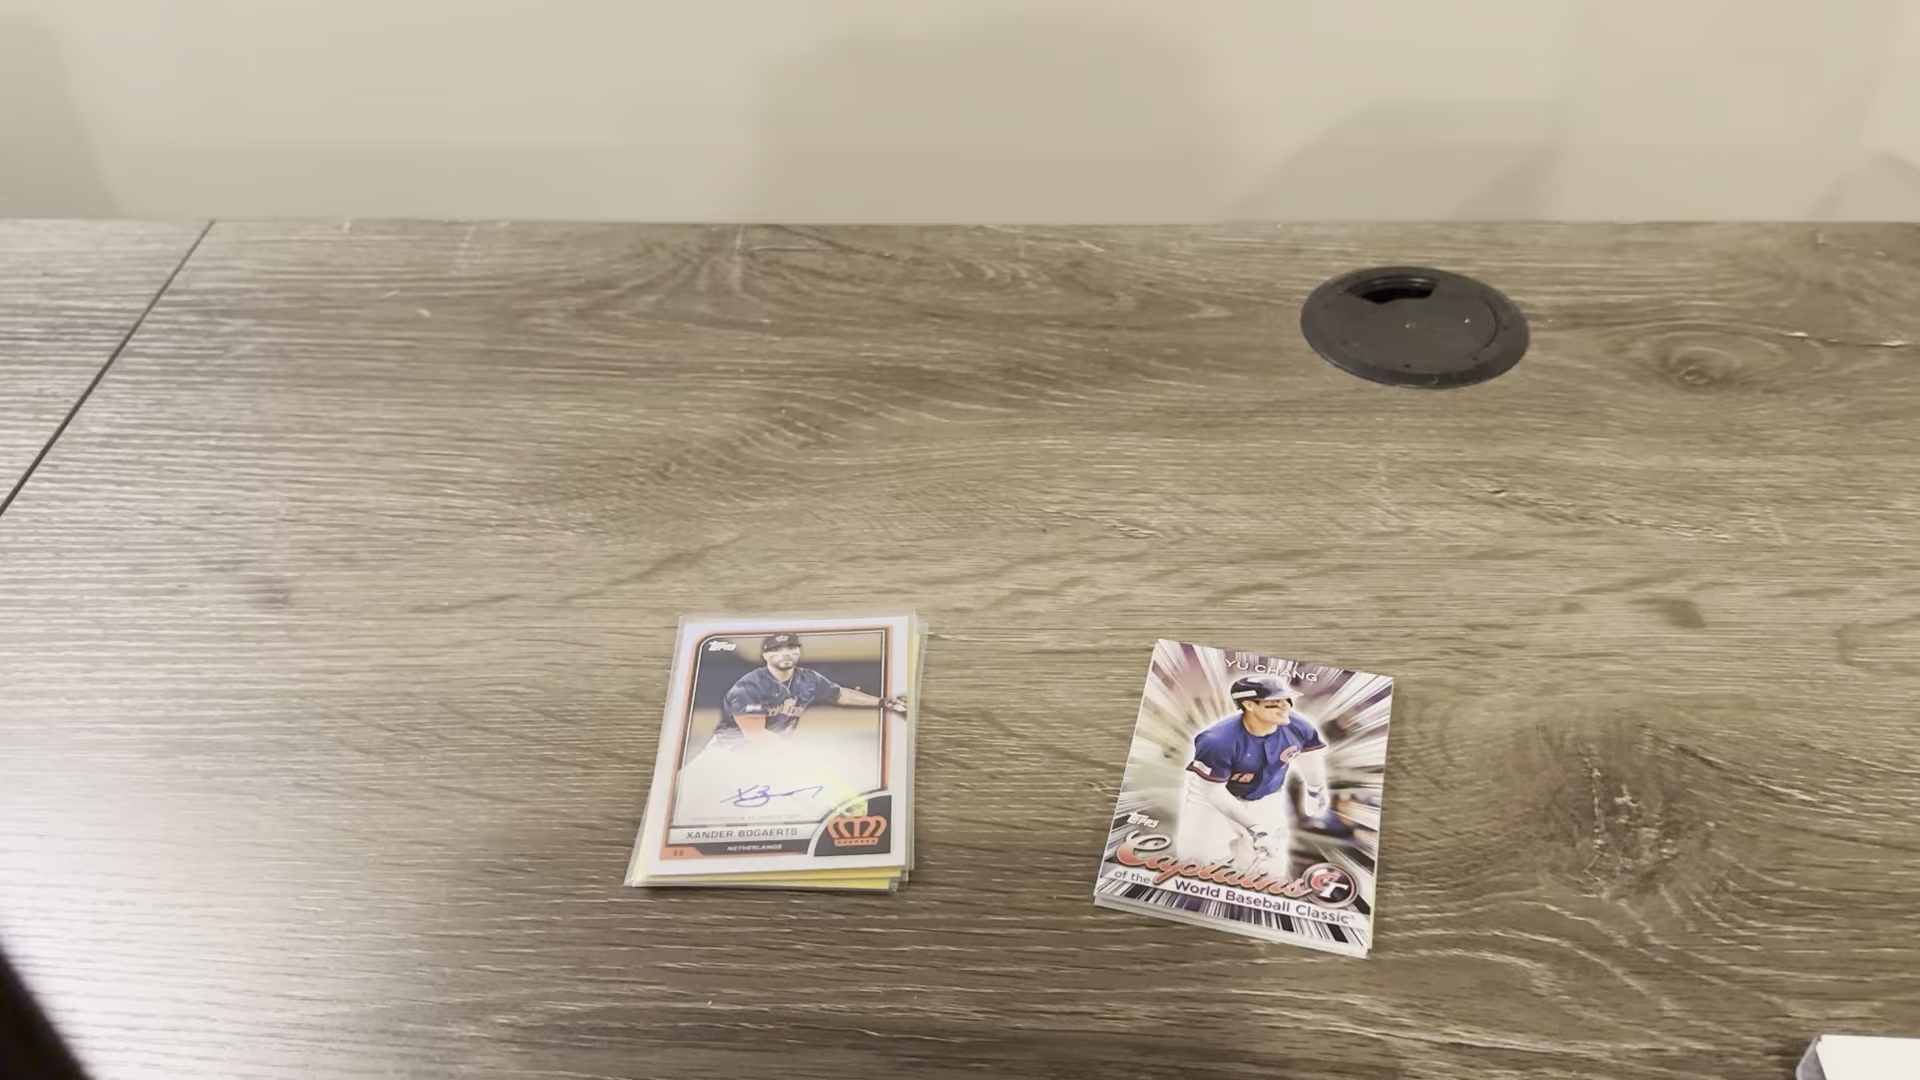 Topps
XANDER BOGAERTS
NETHERLANDS
YU CHANG
Topps
Captains
of the World Baseball Classic